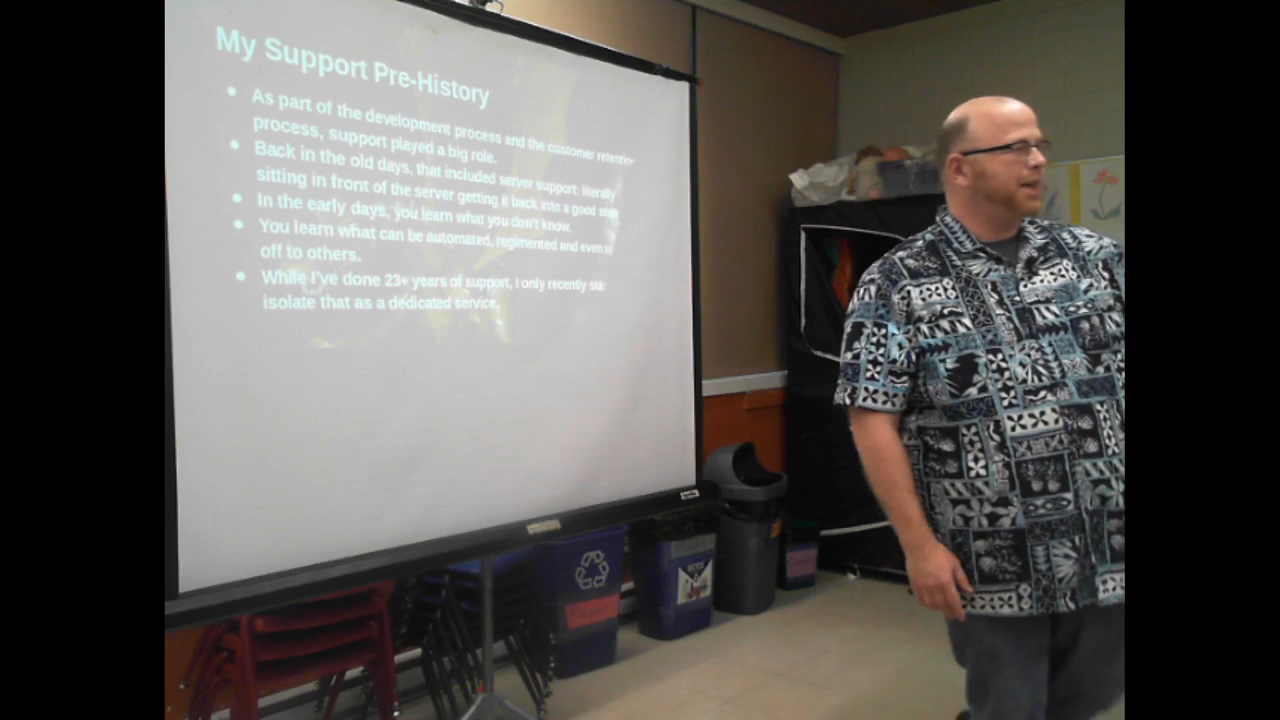 My Support Pre-History
As part of the development process and the customer retention
process, support played a big role.
Back in the old days, that included server support: literally
sitting in front of the server getting it back into a good
In the early days, you learn what you don't know.
You learn what can be automated, regimented and even
off to others.
While I've done 23+ years of support, I only recently
isolate that as a dedicated service.